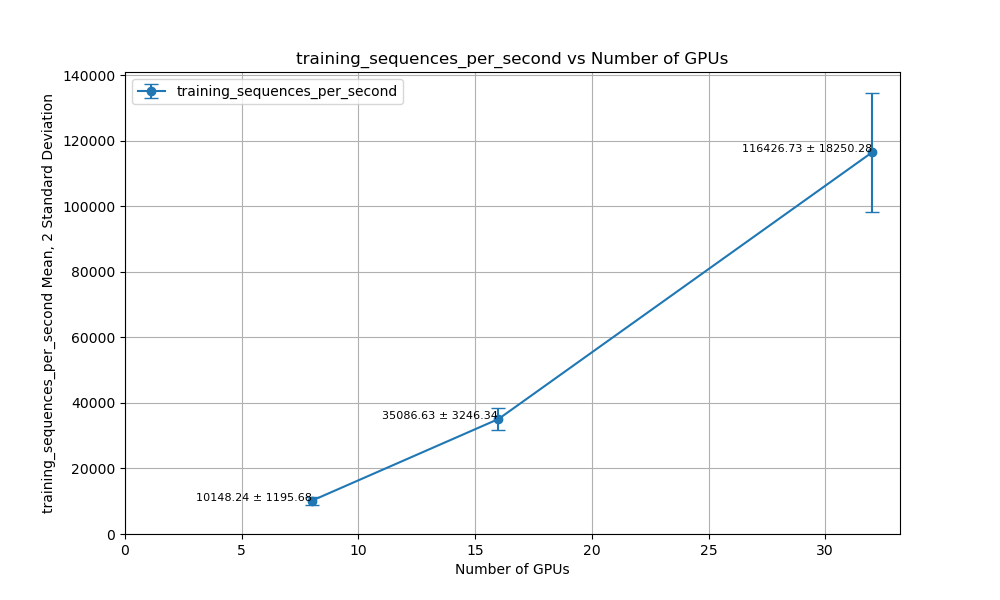 training_sequences_per_second vs Number of GPUs
training_sequences_per_second Mean, 2 Standard Deviation
140000
120000
100000
80000
60000
40000
20000
0
training_sequences_per_second
116426.73 ± 18250.28
35086.63 ± 3246.34
10148.24 ± 1195.68
0 5 10 15 20 25 30
Number of GPUs